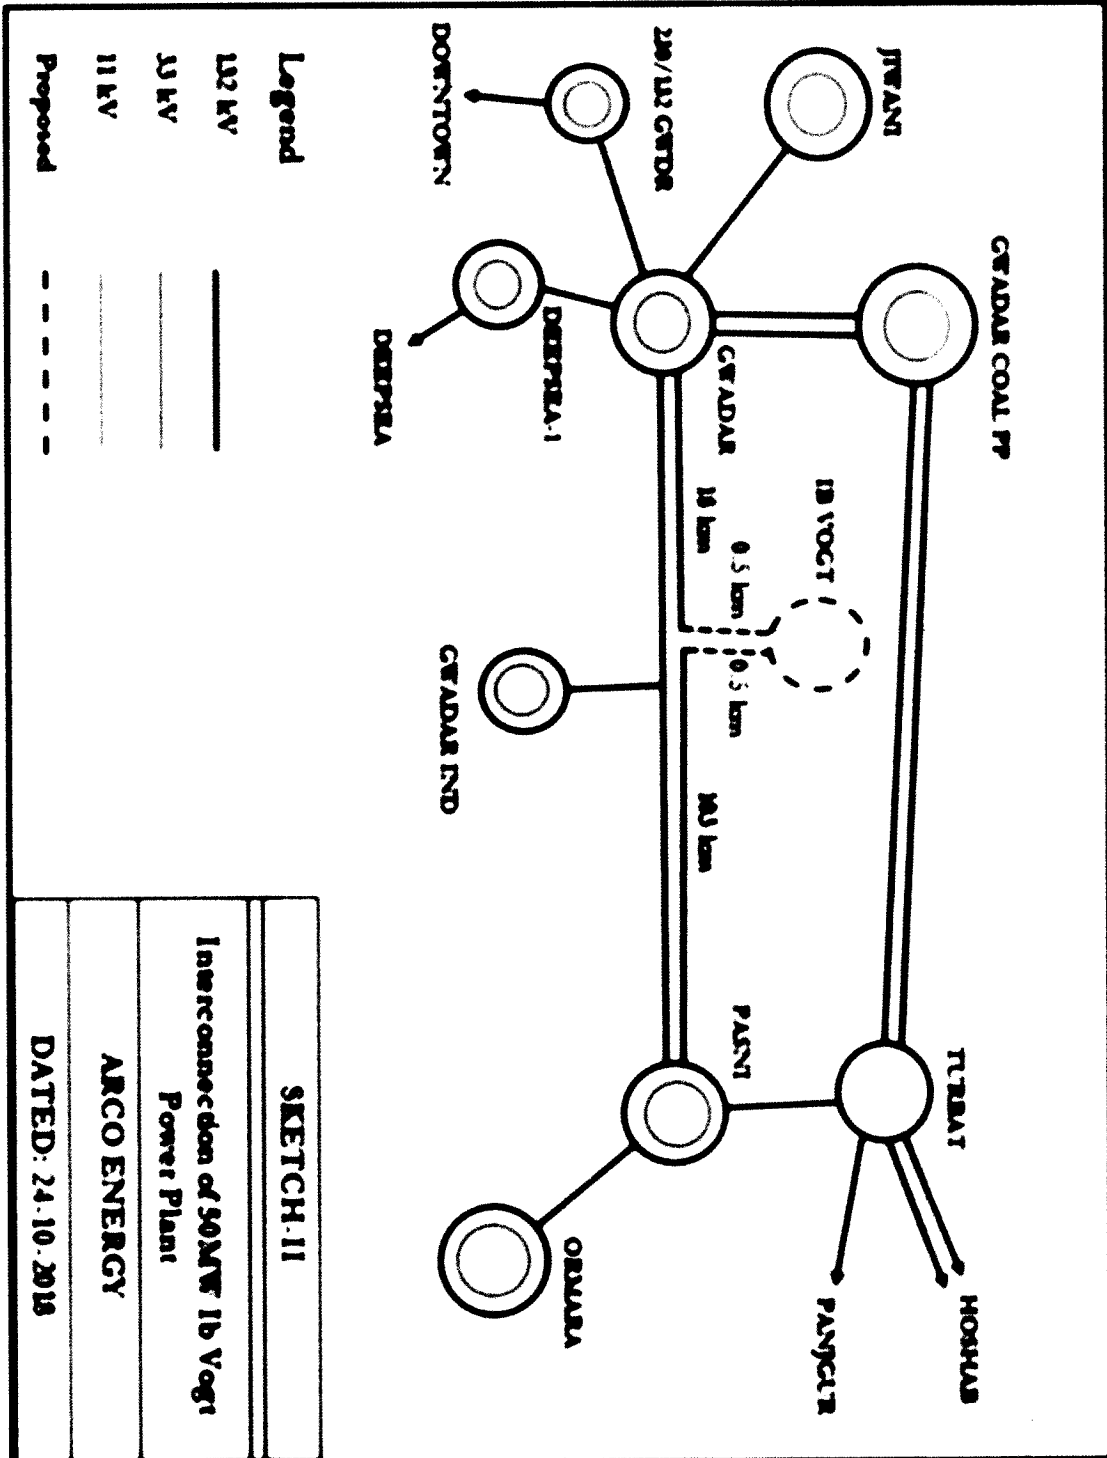 GWADAR COAL PP
TURBAT
HOSHAB
JIWANI
IB VOGT
PANJGUR
0.5 km
0.5 km
220/132 GWDR
GWADAR
18 km
PASNI
DEEPSEA-1
ORMARA
DOWNTOWN
GWADAR IND
DEEPSEA
Legend
132 kV
33 kV
11 kV
Proposed
SKETCH-II
Interconnection of 50MW Ib Vogt
Power Plant
ARCO ENERGY
DATED: 24-10-2018